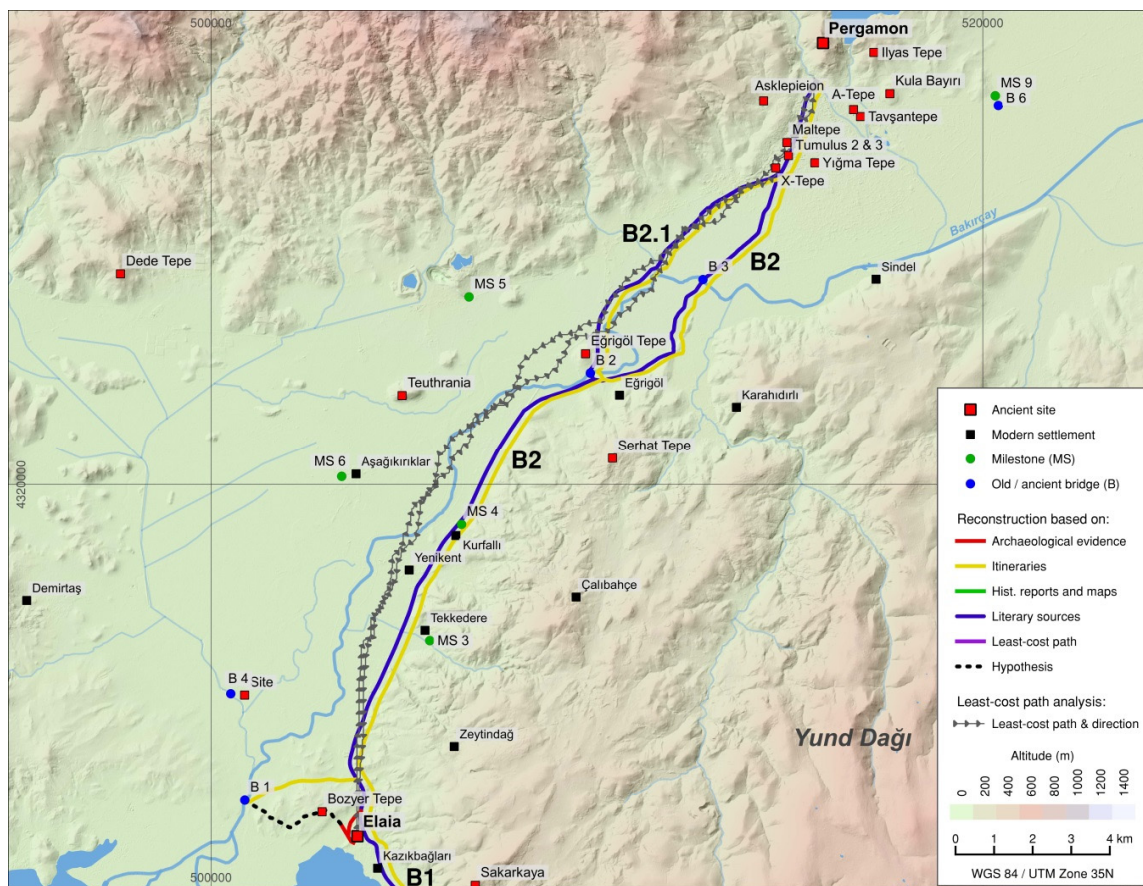 500000
520000
Pergamon
Ilyas Tepe
Asklepieion
Kula Bayırı
A-Tepe
MS 9
B 6
Tavşantepe
Maltepe
Tumulus 2 & 3
Yığma Tepe
X-Tepe
Bakırçay
B2.1
B2
Dede Tepe
B 3
Sindel
MS 5
Eğrigöl Tepe
B 2
Eğrigöl
Teuthrania
Karahıdırlı
B2
Serhat Tepe
MS 6
Aşağıkırıklar
4320000
MS 4
Kurfallı
Yenikent
Demirtaş
Çalıbahçe
Tekkedere
MS 3
B 4
Site
Zeytindağ
Yund Dağı
B 1
Bozyer Tepe
Elaia
Kazıkbağları
B1
Sakarkaya
500000
Ancient site
Modern settlement
Milestone (MS)
Old / ancient bridge (B)
Reconstruction based on:
Archaeological evidence
Itineraries
Hist. reports and maps
Literary sources
Least-cost path
Hypothesis
Least-cost path analysis:
Least-cost path & direction
Altitude (m)
0
200
400
600
800
1000
1200
1400
0 1 2 3 4 km
WGS 84 / UTM Zone 35N